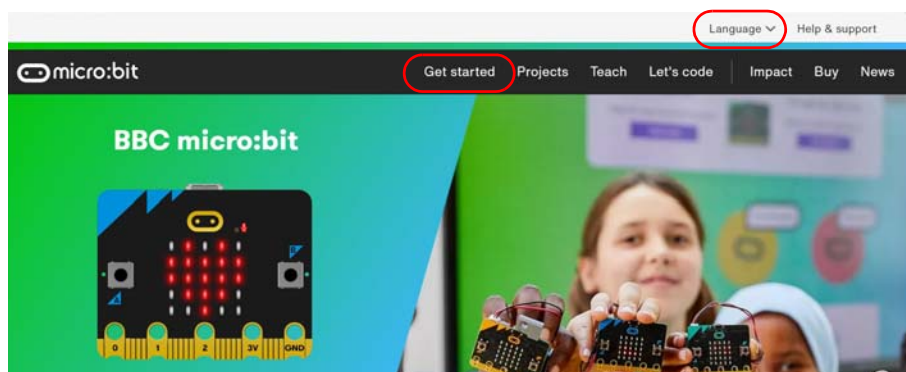 Language Help & support
micro:bit Get started Projects Teach Let's code Impact Buy News
BBC micro:bit
B
A
0 1 2 3V GND